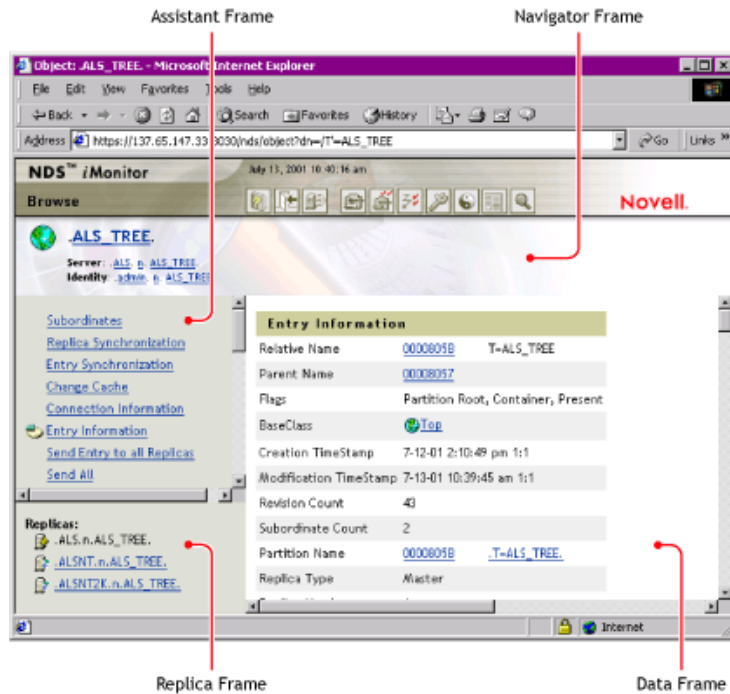 Assistant Frame
Navigator Frame
Object: .ALS_TREE. - Microsoft Internet Explorer
File Edit View Favorites Tools Help
Back Search Favorites History
Address https://137.65.147.33:8030/nds/object?dn=/T=ALS_TREE Go Links »
NDS™ iMonitor
July 13, 2001 10:40:16 am
Browse
Novell.
.ALS_TREE.
Server: .ALS. n. ALS_TREE
Identity: .admin. n. ALS_TREE
Subordinates
Replica Synchronization
Entry Synchronization
Change Cache
Connection Information
Entry Information
Send Entry to all Replicas
Send All
Replicas:
.ALS.n.ALS_TREE.
.ALSNT.n.ALS_TREE.
.ALSNT2K.n.ALS_TREE.
Entry Information
Relative Name 0000805B T=ALS_TREE
Parent Name 00008057
Flags Partition Root, Container, Present
BaseClass Top
Creation TimeStamp 7-12-01 2:10:49 pm 1:1
Modification TimeStamp 7-13-01 10:39:45 am 1:1
Revision Count 43
Subordinate Count 2
Partition Name 0000805B .T=ALS_TREE.
Replica Type Master
Internet
Replica Frame
Data Frame